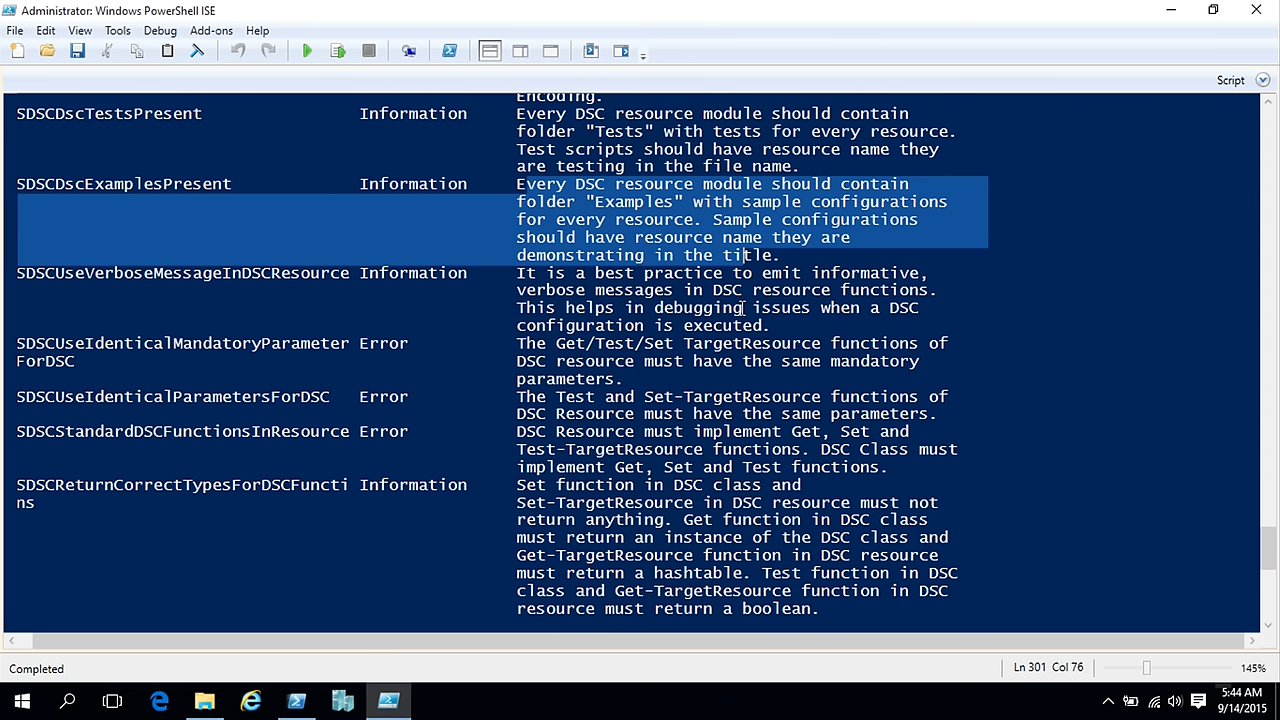 Administrator: Windows PowerShell ISE
File Edit View Tools Debug Add-ons Help
Script
Encoding.
SDSCDscTestsPresent Information Every DSC resource module should contain
folder "Tests" with tests for every resource.
Test scripts should have resource name they
are testing in the file name.
SDSCDscExamplesPresent Information Every DSC resource module should contain
folder "Examples" with sample configurations
for every resource. Sample configurations
should have resource name they are
demonstrating in the title.
SDSCUseVerboseMessageInDSCResource Information It is a best practice to emit informative,
verbose messages in DSC resource functions.
This helps in debugging issues when a DSC
configuration is executed.
SDSCUseIdenticalMandatoryParameter Error The Get/Test/Set TargetResource functions of
ForDSC DSC resource must have the same mandatory
parameters.
SDSCUseIdenticalParametersForDSC Error The Test and Set-TargetResource functions of
DSC Resource must have the same parameters.
SDSCStandardDSCFunctionsInResource Error DSC Resource must implement Get, Set and
Test-TargetResource functions. DSC Class must
implement Get, Set and Test functions.
SDSCReturnCorrectTypesForDSCFuncti Information Set function in DSC class and
ns Set-TargetResource in DSC resource must not
return anything. Get function in DSC class
must return an instance of the DSC class and
Get-TargetResource function in DSC resource
must return a hashtable. Test function in DSC
class and Get-TargetResource function in DSC
resource must return a boolean.
Completed Ln 301 Col 76 145%
5:44 AM
9/14/2015